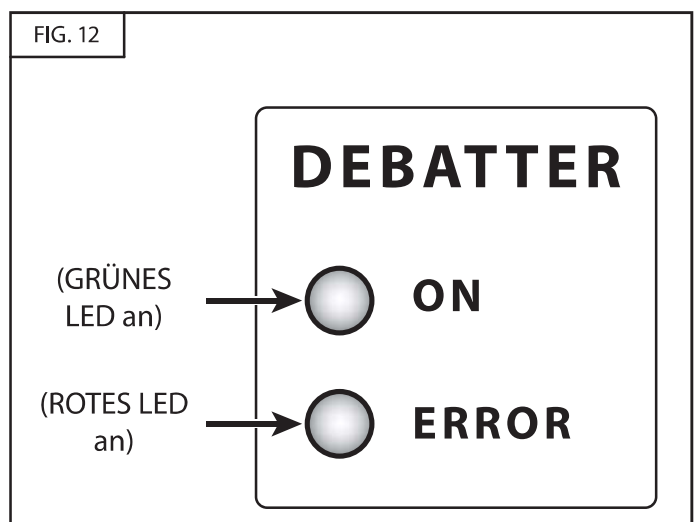 FIG. 12
DEBATTER
(GRÜNES
LED an)
ON
(ROTES LED
an)
ERROR